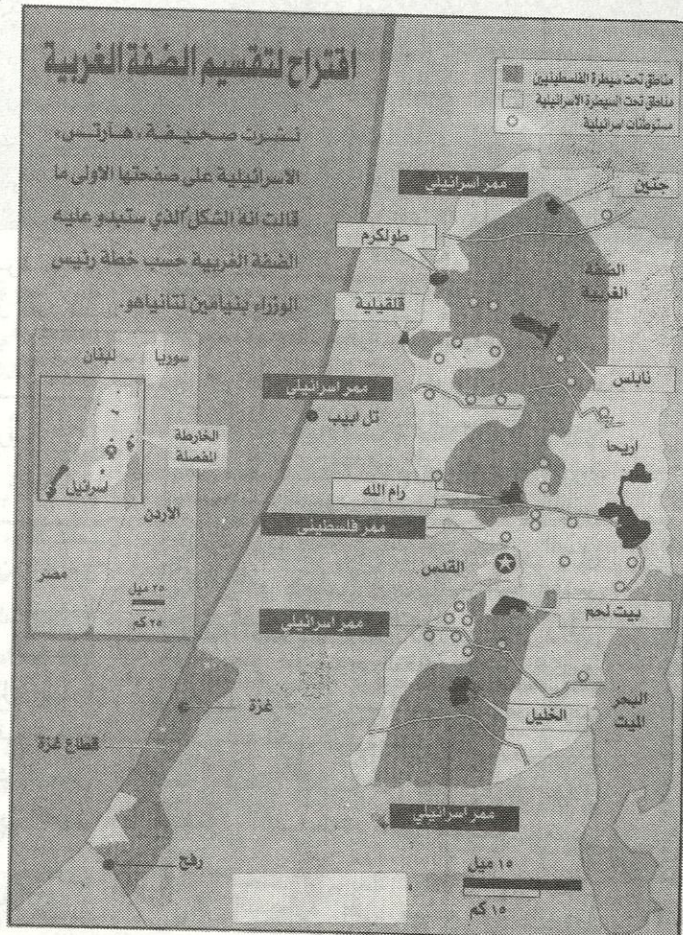 اقتراح لتقسيم الضفة الغربية
نشرت صحيفة «هآرتس»
الاسرائيلية على صفحتها الاولى ما
قالت انه الشكل الذي ستبدو عليه
الضفة الغربية حسب خطة رئيس
الوزراء بنيامين نتانياهو.
مناطق تحت سيطرة الفلسطينيين
مناطق تحت السيطرة الاسرائيلية
مستوطنات اسرائيلية
ممر اسرائيلي
جنين
طولكرم
الضفة
الغربية
قلقيلية
نابلس
ممر اسرائيلي
تل ابيب
اريحا
رام الله
ممر فلسطيني
القدس
ممر اسرائيلي
بيت لحم
البحر
الميت
الخليل
غزة
قطاع غزة
ممر اسرائيلي
رفح
١٥ ميل
١٥ كم
لبنان
سوريا
الخارطة
المفصلة
اسرائيل
الأردن
مصر
٢٥ ميل
٢٥ كم